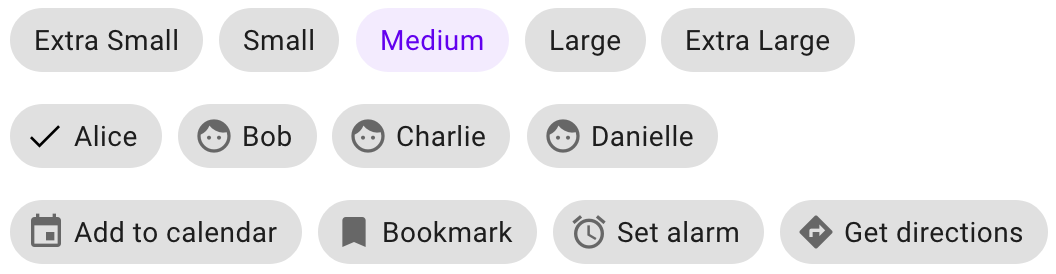 Extra Small Small Medium Large Extra Large
Alice Bob Charlie Danielle
Add to calendar Bookmark Set alarm Get directions